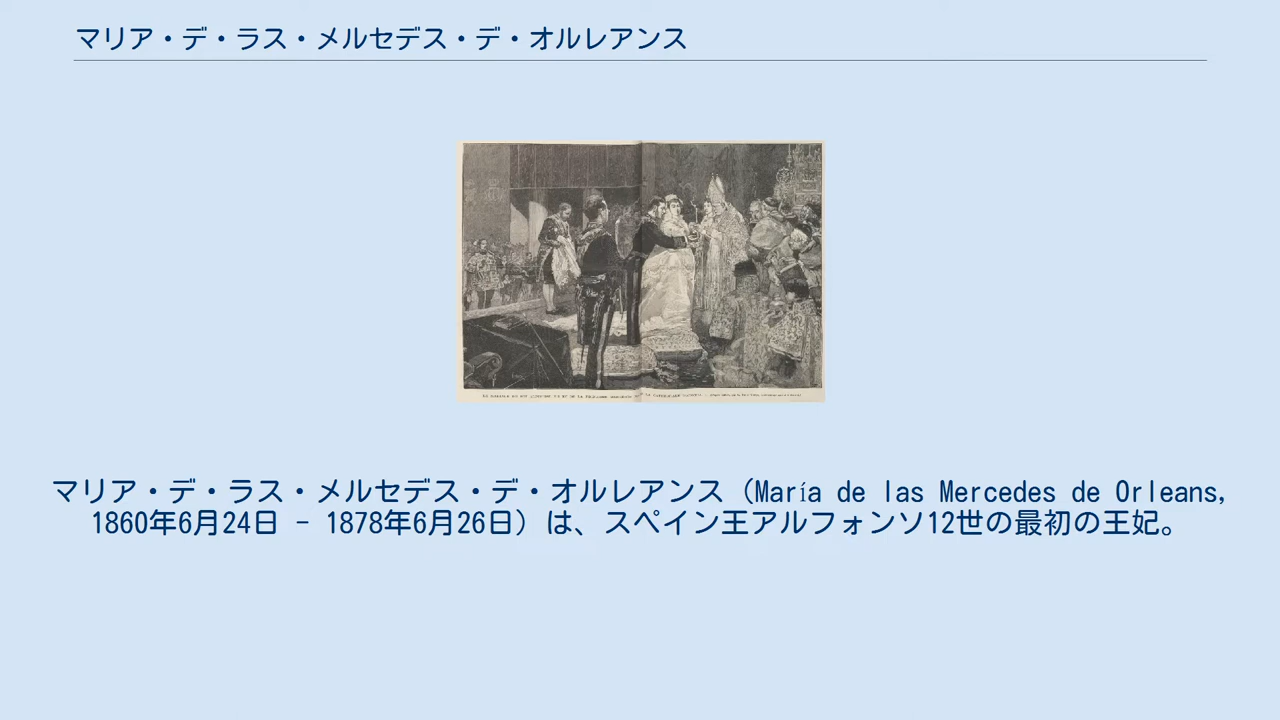 マリア・デ・ラス・メルセデス・デ・オルレアンス
マリア・デ・ラス・メルセデス・デ・オルレアンス（María de las Mercedes de Orleans,
1860年6月24日 - 1878年6月26日）は、スペイン王アルフォンソ12世の最初の王妃。